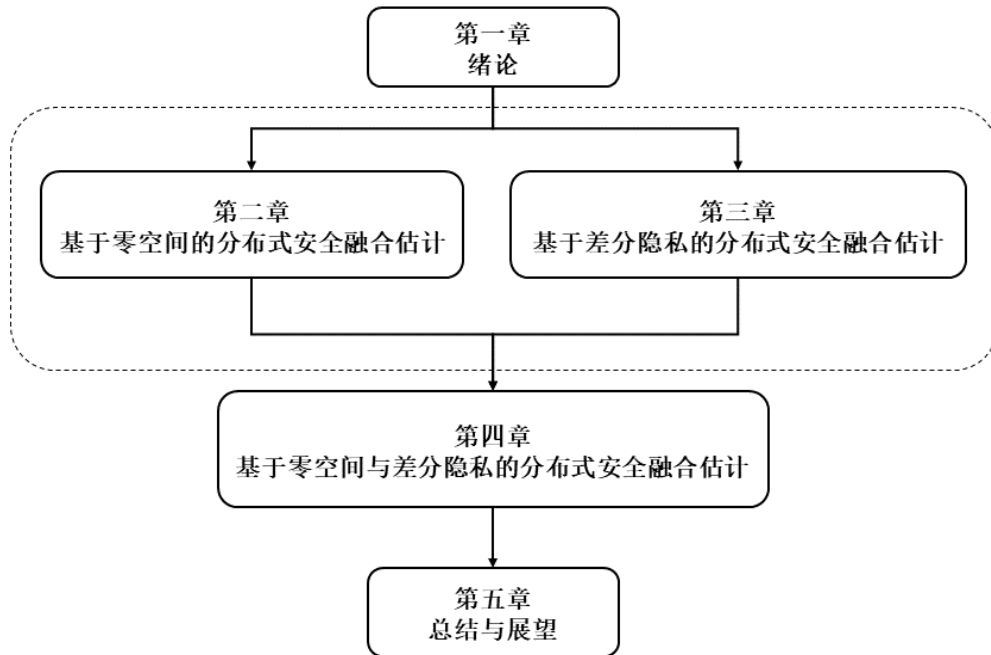 第一章
绪论
第二章
基于零空间的分布式安全融合估计
第三章
基于差分隐私的分布式安全融合估计
第四章
基于零空间与差分隐私的分布式安全融合估计
第五章
总结与展望